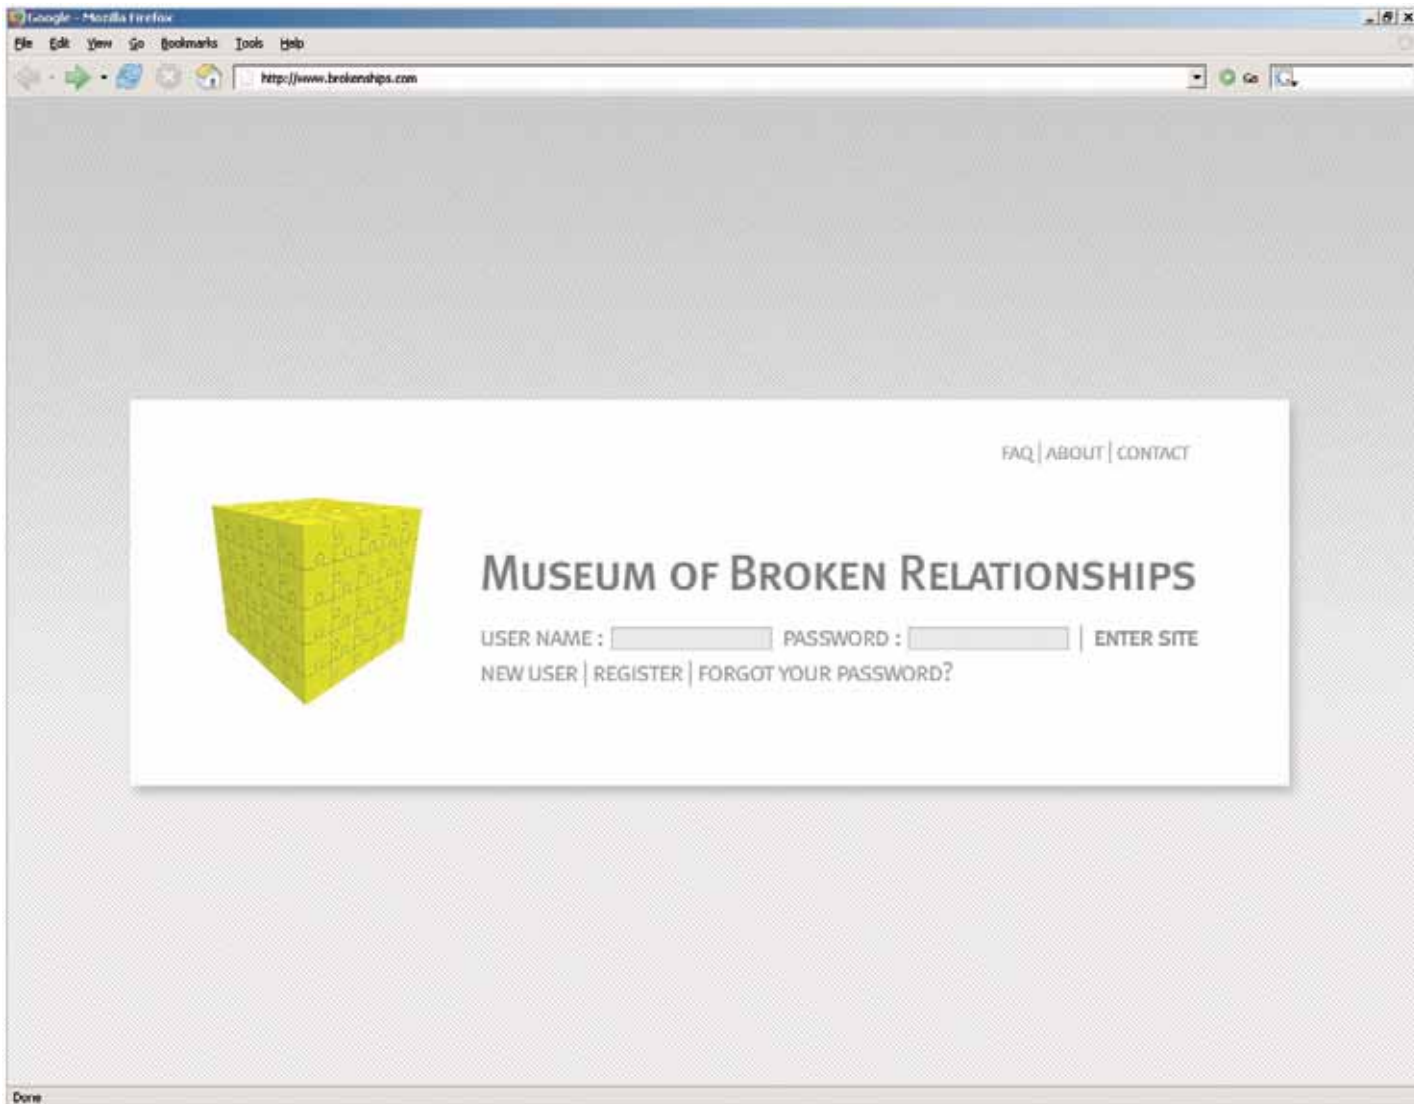 Google - Mozilla Firefox
File Edit View Go Bookmarks Tools Help
http://www.brokenships.com Go
FAQ | ABOUT | CONTACT
MUSEUM OF BROKEN RELATIONSHIPS
USER NAME : PASSWORD : | ENTER SITE
NEW USER | REGISTER | FORGOT YOUR PASSWORD?
Done